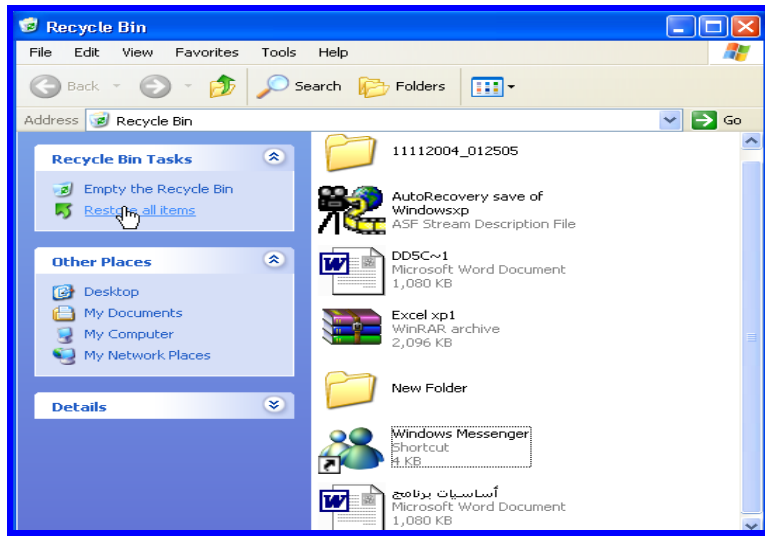 Recycle Bin
File Edit View Favorites Tools Help
Back Search Folders
Address Recycle Bin Go
Recycle Bin Tasks
Empty the Recycle Bin
Restore all items
Other Places
Desktop
My Documents
My Computer
My Network Places
Details
11112004_012505
AutoRecovery save of
Windowsxp
ASF Stream Description File
DD5C~1
Microsoft Word Document
1,080 KB
Excel xp1
WinRAR archive
2,096 KB
New Folder
Windows Messenger
Shortcut
4 KB
أساسيات برنامج
Microsoft Word Document
1,080 KB